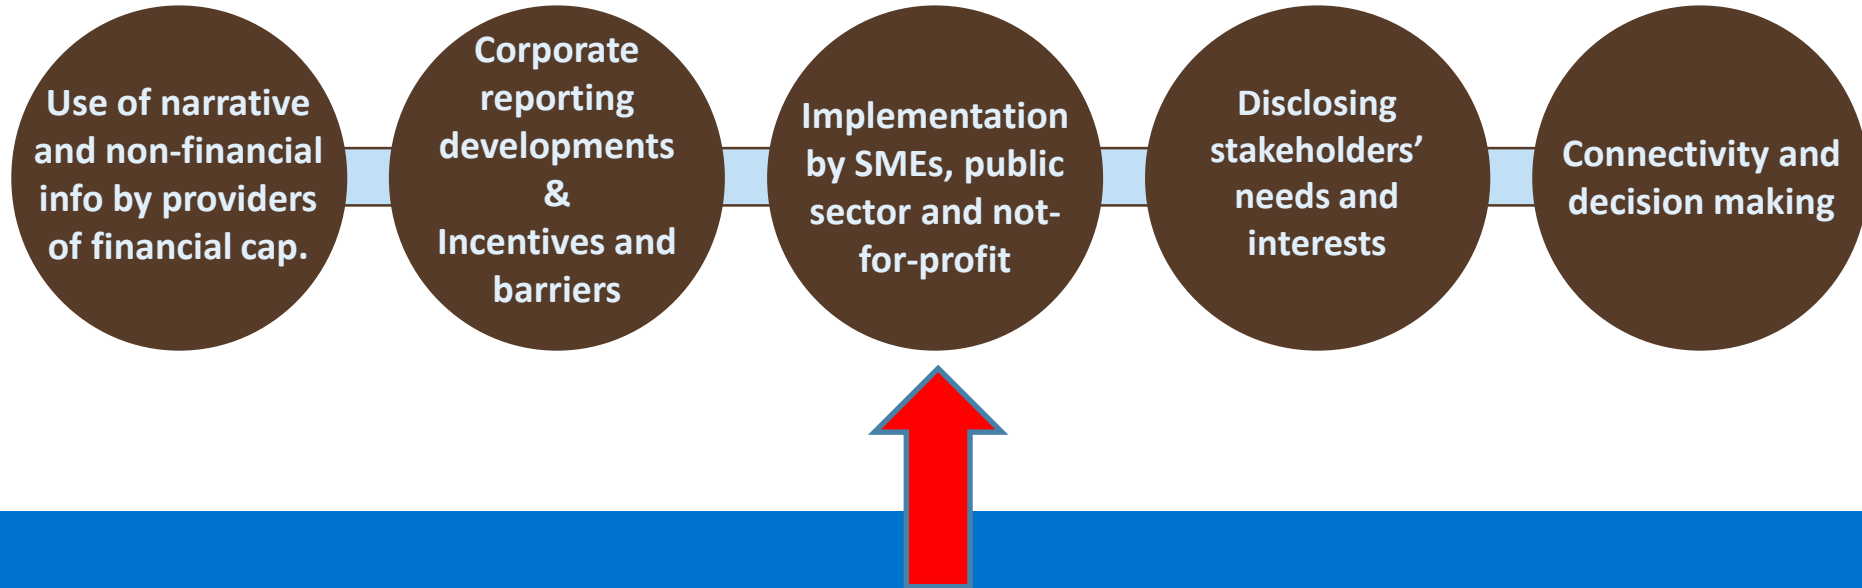 Use of narrative
and non-financial
info by providers
of financial cap.
Corporate
reporting
developments
&
Incentives and
barriers
Implementation
by SMEs, public
sector and not-
for-profit
Disclosing
stakeholders’
needs and
interests
Connectivity and
decision making